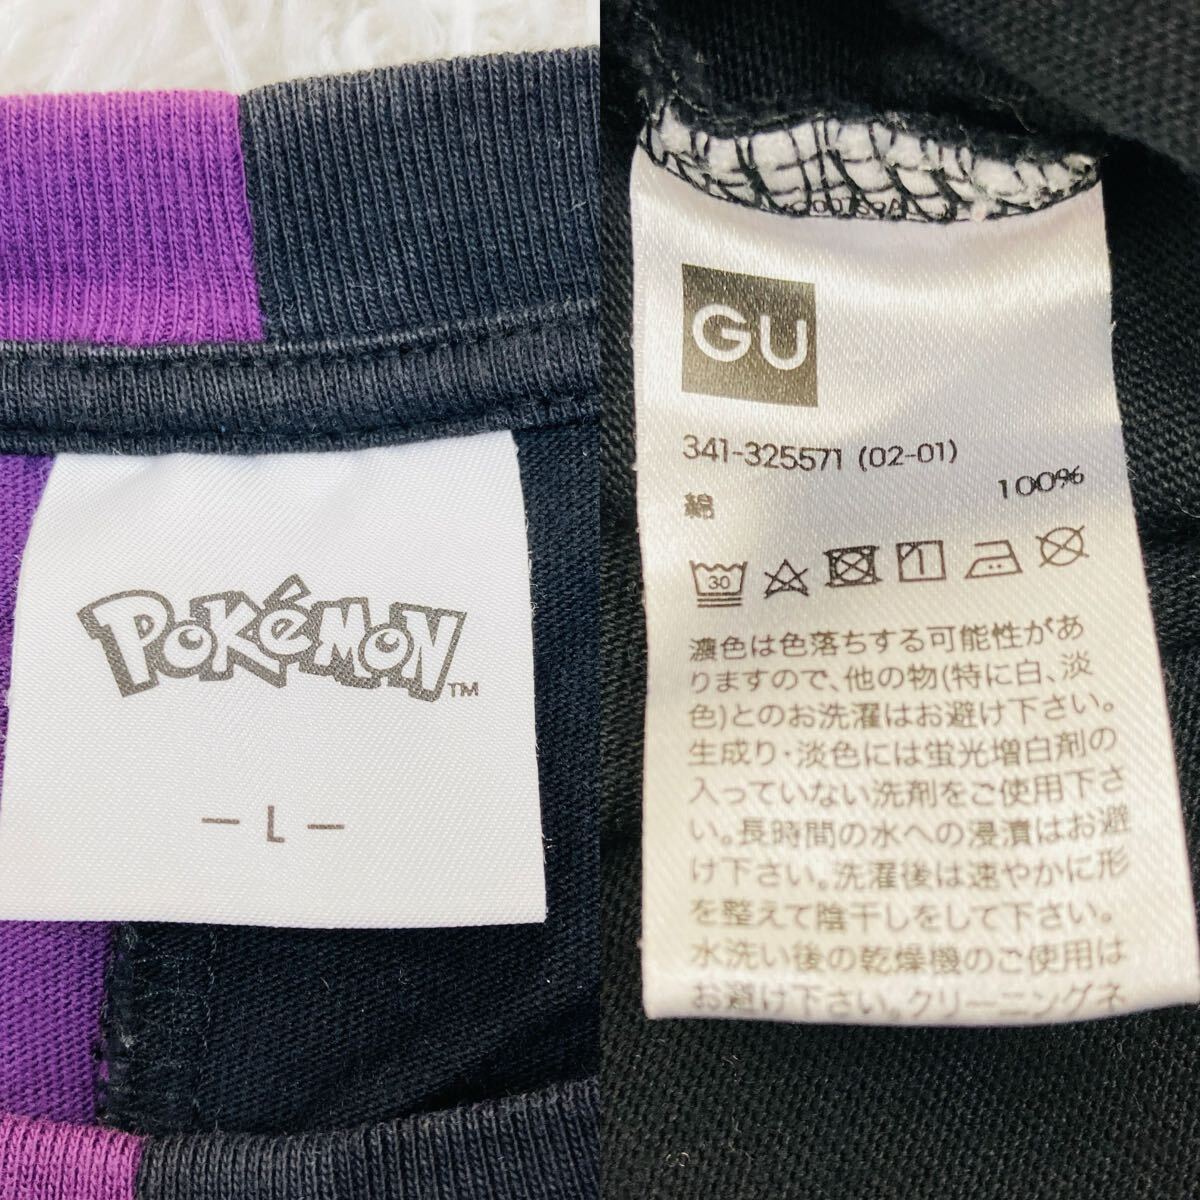 POKéMON™
— L —
GU
341-325571 (02-01)
綿 100%
30
濃色は色落ちする可能性があ
りますので、他の物(特に白、淡
色)とのお洗濯はお避け下さい。
生成り・淡色には蛍光増白剤の
入っていない洗剤をご使用下さ
い。長時間の水への浸漬はお避
け下さい。洗濯後は速やかに形
を整えて陰干しをして下さい。
水洗い後の乾燥機のご使用は
お避け下さい。クリーニングネ